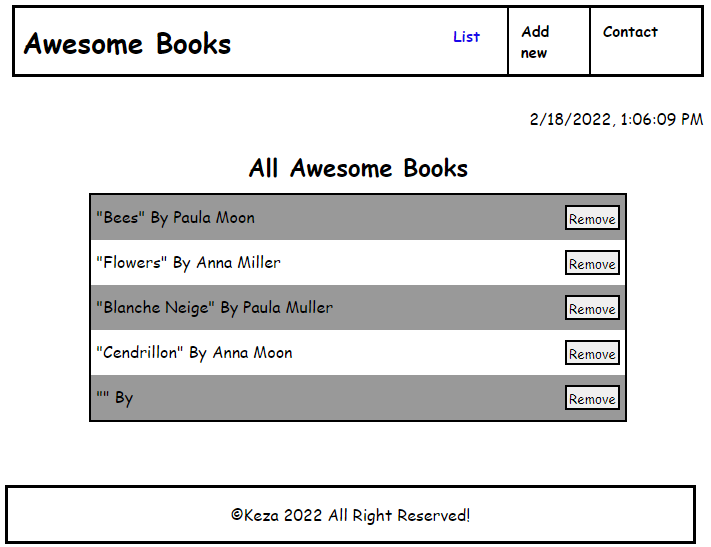 Awesome Books
List
Add
new
Contact
2/18/2022, 1:06:09 PM
All Awesome Books
"Bees" By Paula Moon
Remove
"Flowers" By Anna Miller
Remove
"Blanche Neige" By Paula Muller
Remove
"Cendrillon" By Anna Moon
Remove
"" By
Remove
©Keza 2022 All Right Reserved!